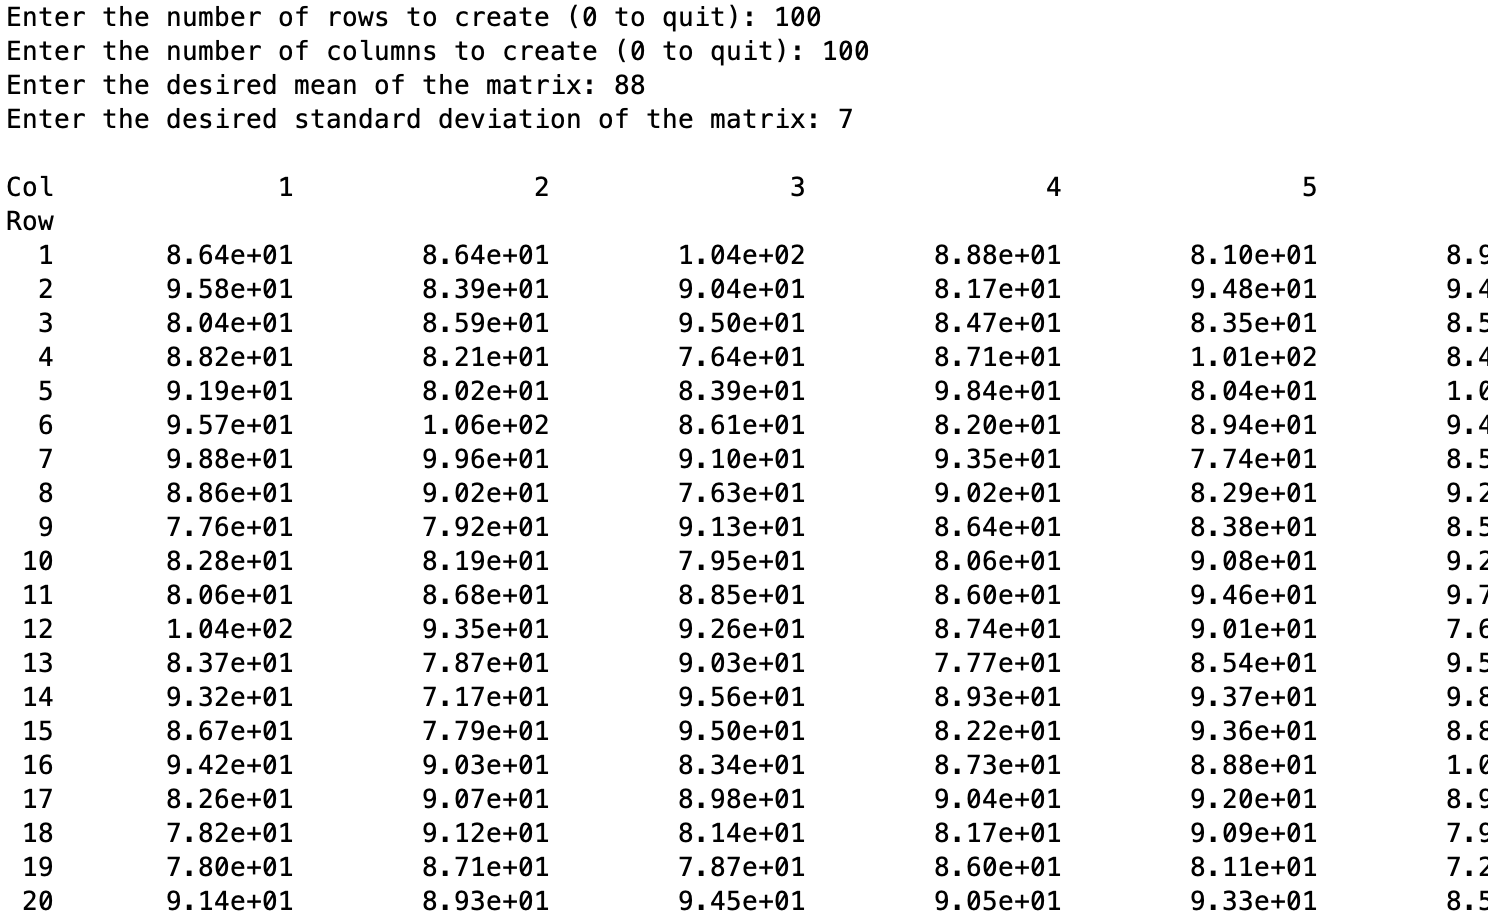 Enter the number of rows to create (0 to quit): 100
Enter the number of columns to create (0 to quit): 100
Enter the desired mean of the matrix: 88
Enter the desired standard deviation of the matrix: 7
Col 1 2 3 4 5
Row
1 8.64e+01 8.64e+01 1.04e+02 8.88e+01 8.10e+01 8.9
2 9.58e+01 8.39e+01 9.04e+01 8.17e+01 9.48e+01 9.4
3 8.04e+01 8.59e+01 9.50e+01 8.47e+01 8.35e+01 8.5
4 8.82e+01 8.21e+01 7.64e+01 8.71e+01 1.01e+02 8.4
5 9.19e+01 8.02e+01 8.39e+01 9.84e+01 8.04e+01 1.0
6 9.57e+01 1.06e+02 8.61e+01 8.20e+01 8.94e+01 9.4
7 9.88e+01 9.96e+01 9.10e+01 9.35e+01 7.74e+01 8.5
8 8.86e+01 9.02e+01 7.63e+01 9.02e+01 8.29e+01 9.2
9 7.76e+01 7.92e+01 9.13e+01 8.64e+01 8.38e+01 8.5
10 8.28e+01 8.19e+01 7.95e+01 8.06e+01 9.08e+01 9.2
11 8.06e+01 8.68e+01 8.85e+01 8.60e+01 9.46e+01 9.7
12 1.04e+02 9.35e+01 9.26e+01 8.74e+01 9.01e+01 7.6
13 8.37e+01 7.87e+01 9.03e+01 7.77e+01 8.54e+01 9.5
14 9.32e+01 7.17e+01 9.56e+01 8.93e+01 9.37e+01 9.8
15 8.67e+01 7.79e+01 9.50e+01 8.22e+01 9.36e+01 8.8
16 9.42e+01 9.03e+01 8.34e+01 8.73e+01 8.88e+01 1.0
17 8.26e+01 9.07e+01 8.98e+01 9.04e+01 9.20e+01 8.9
18 7.82e+01 9.12e+01 8.14e+01 8.17e+01 9.09e+01 7.9
19 7.80e+01 8.71e+01 7.87e+01 8.60e+01 8.11e+01 7.2
20 9.14e+01 8.93e+01 9.45e+01 9.05e+01 9.33e+01 8.5